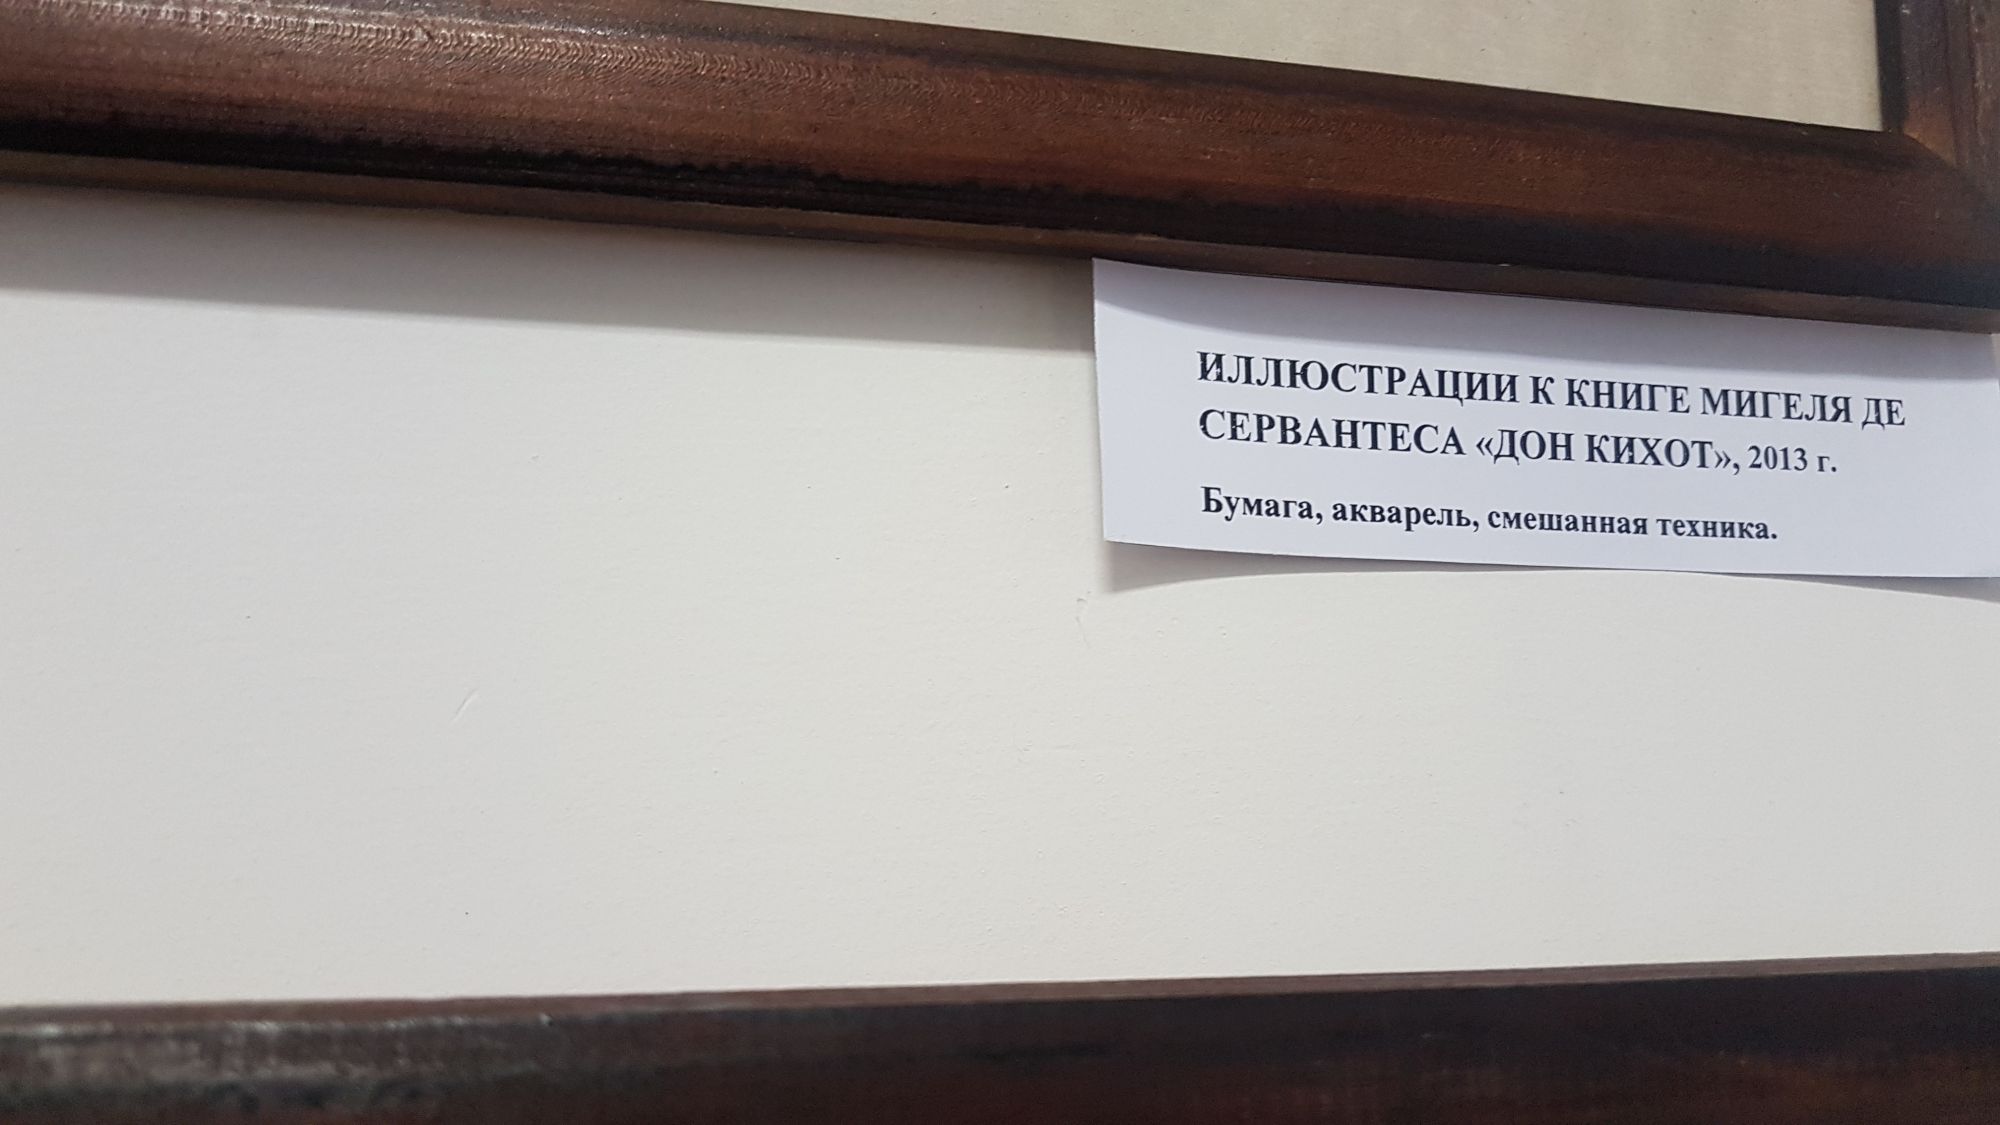 ИЛЛЮСТРАЦИИ К КНИГЕ МИГЕЛЯ ДЕ
СЕРВАНТЕСА «ДОН КИХОТ», 2013 г.
Бумага, акварель, смешанная техника.